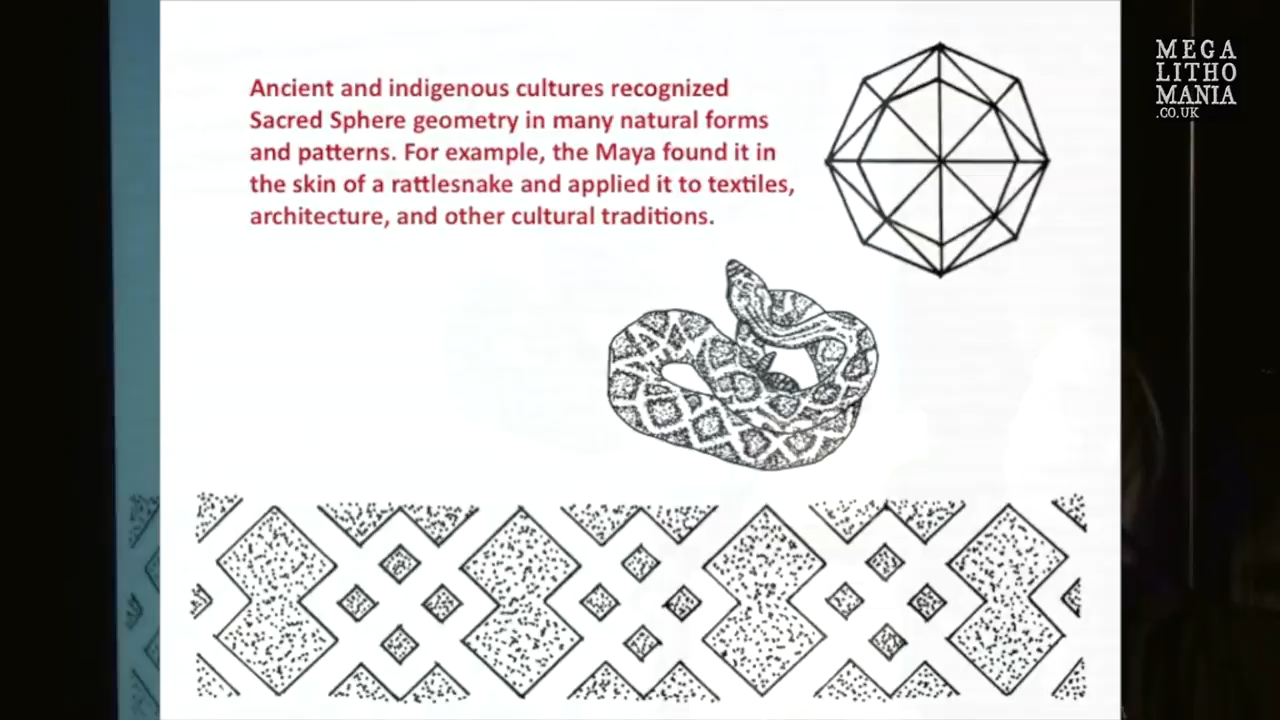 Ancient and indigenous cultures recognized
Sacred Sphere geometry in many natural forms
and patterns. For example, the Maya found it in
the skin of a rattlesnake and applied it to textiles,
architecture, and other cultural traditions.
MEGA
LITHO
MANIA
.CO.UK